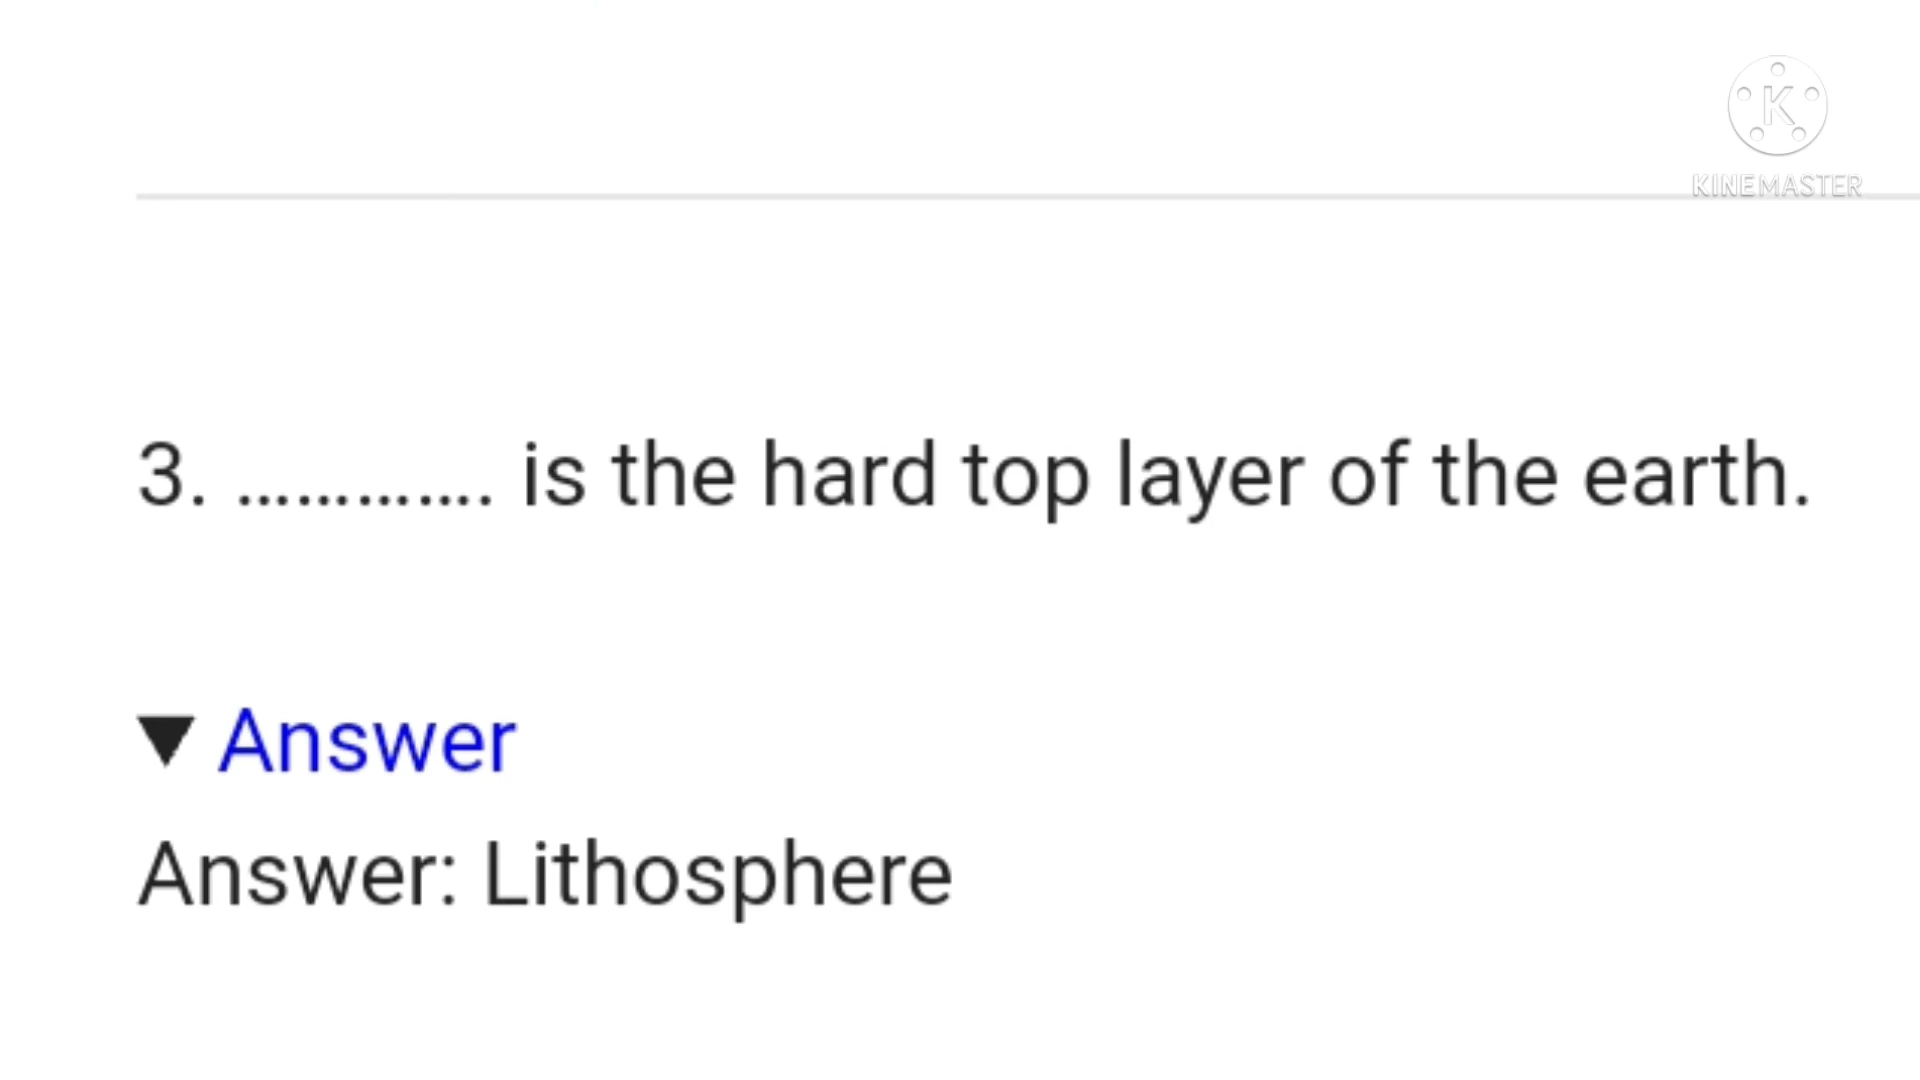 K
KINEMASTER
3. …………. is the hard top layer of the earth.
▼ Answer
Answer: Lithosphere